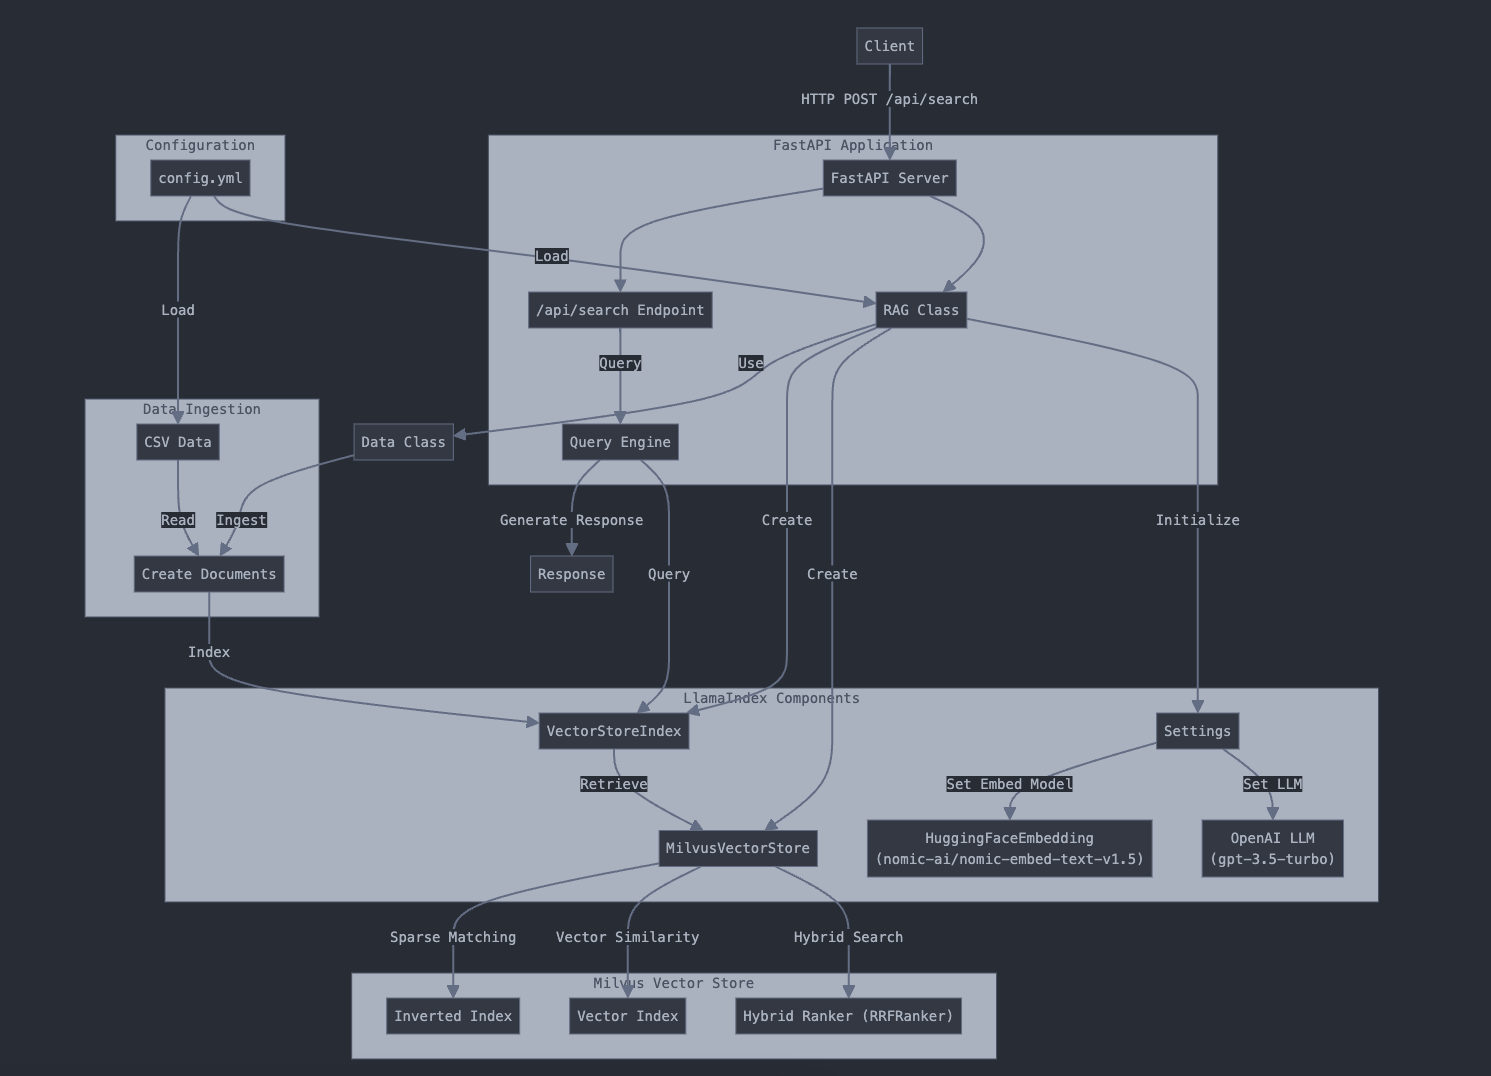 Client
HTTP POST /api/search
Configuration
FastAPI Application
config.yml
FastAPI Server
Load
Load
/api/search Endpoint
RAG Class
Query
Use
Data Ingestion
CSV Data
Data Class
Query Engine
Read
Ingest
Generate Response
Create
Initialize
Create Documents
Response
Query
Create
Index
LlamaIndex Components
VectorStoreIndex
Settings
Retrieve
Set Embed Model
Set LLM
MilvusVectorStore
HuggingFaceEmbedding
(nomic-ai/nomic-embed-text-v1.5)
OpenAI LLM
(gpt-3.5-turbo)
Sparse Matching
Vector Similarity
Hybrid Search
Milvus Vector Store
Inverted Index
Vector Index
Hybrid Ranker (RRFRanker)